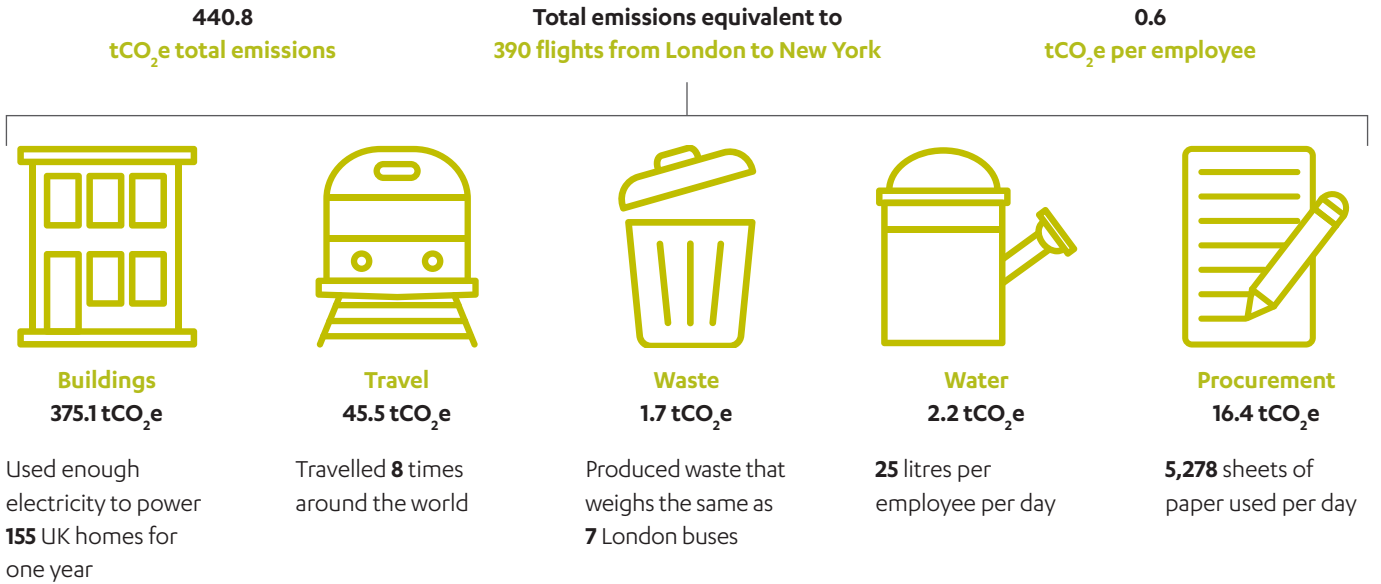 440.8
tCO₂e total emissions
Total emissions equivalent to
390 flights from London to New York
0.6
tCO₂e per employee
Buildings
375.1 tCO₂e
Used enough
electricity to power
155 UK homes for
one year
Travel
45.5 tCO₂e
Travelled 8 times
around the world
Waste
1.7 tCO₂e
Produced waste that
weighs the same as
7 London buses
Water
2.2 tCO₂e
25 litres per
employee per day
Procurement
16.4 tCO₂e
5,278 sheets of
paper used per day